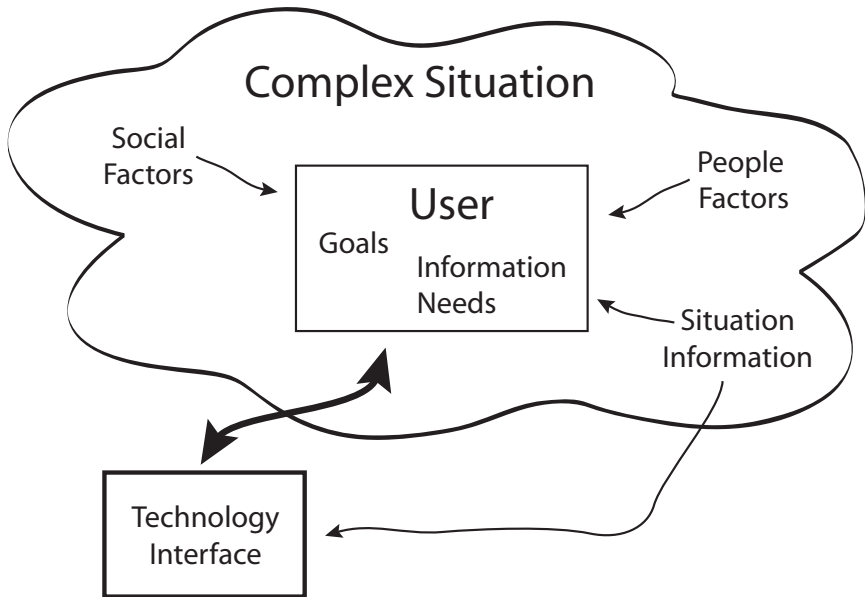 Complex Situation
Social
Factors
People
Factors
User
Goals
Information
Needs
Situation
Information
Technology
Interface